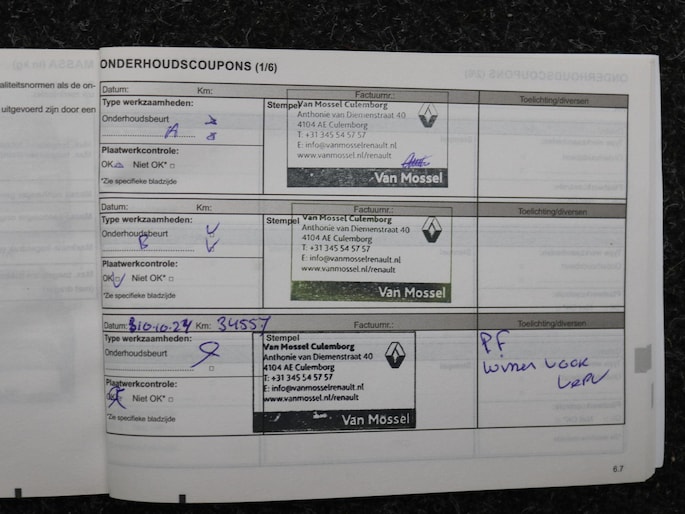 aliteitsnormen als de on-
uitgevoerd zijn door een
ONDERHOUDSCOUPONS (1/6)
Datum: Km: Factuurnr.: Toelichting/diversen
Type werkzaamheden:
Onderhoudsbeurt
A
Plaatwerkcontrole:
OK Niet OK*
*Zie specifieke bladzijde
Stempel
Van Mossel Culemborg
Anthonie van Diemenstraat 40
4104 AE Culemborg
T: +31 345 54 57 57
E: info@vanmosselrenault.nl
www.vanmossel.nl/renault
Van Mossel
Datum: Km: Factuurnr.: Toelichting/diversen
Type werkzaamheden:
Onderhoudsbeurt
B
Plaatwerkcontrole:
OK Niet OK*
*Zie specifieke bladzijde
Stempel
Van Mossel Culemborg
Anthonie van Diemenstraat 40
4104 AE Culemborg
T: +31 345 54 57 57
E: info@vanmosselrenault.nl
www.vanmossel.nl/renault
Van Mossel
Datum: 10-10-24 Km: 34557 Factuurnr.: Toelichting/diversen
Type werkzaamheden:
Onderhoudsbeurt
Plaatwerkcontrole:
OK Niet OK*
*Zie specifieke bladzijde
Stempel
Van Mossel Culemborg
Anthonie van Diemenstraat 40
4104 AE Culemborg
T: +31 345 54 57 57
E: info@vanmosselrenault.nl
www.vanmossel.nl/renault
Van Mossel
PF
6.7